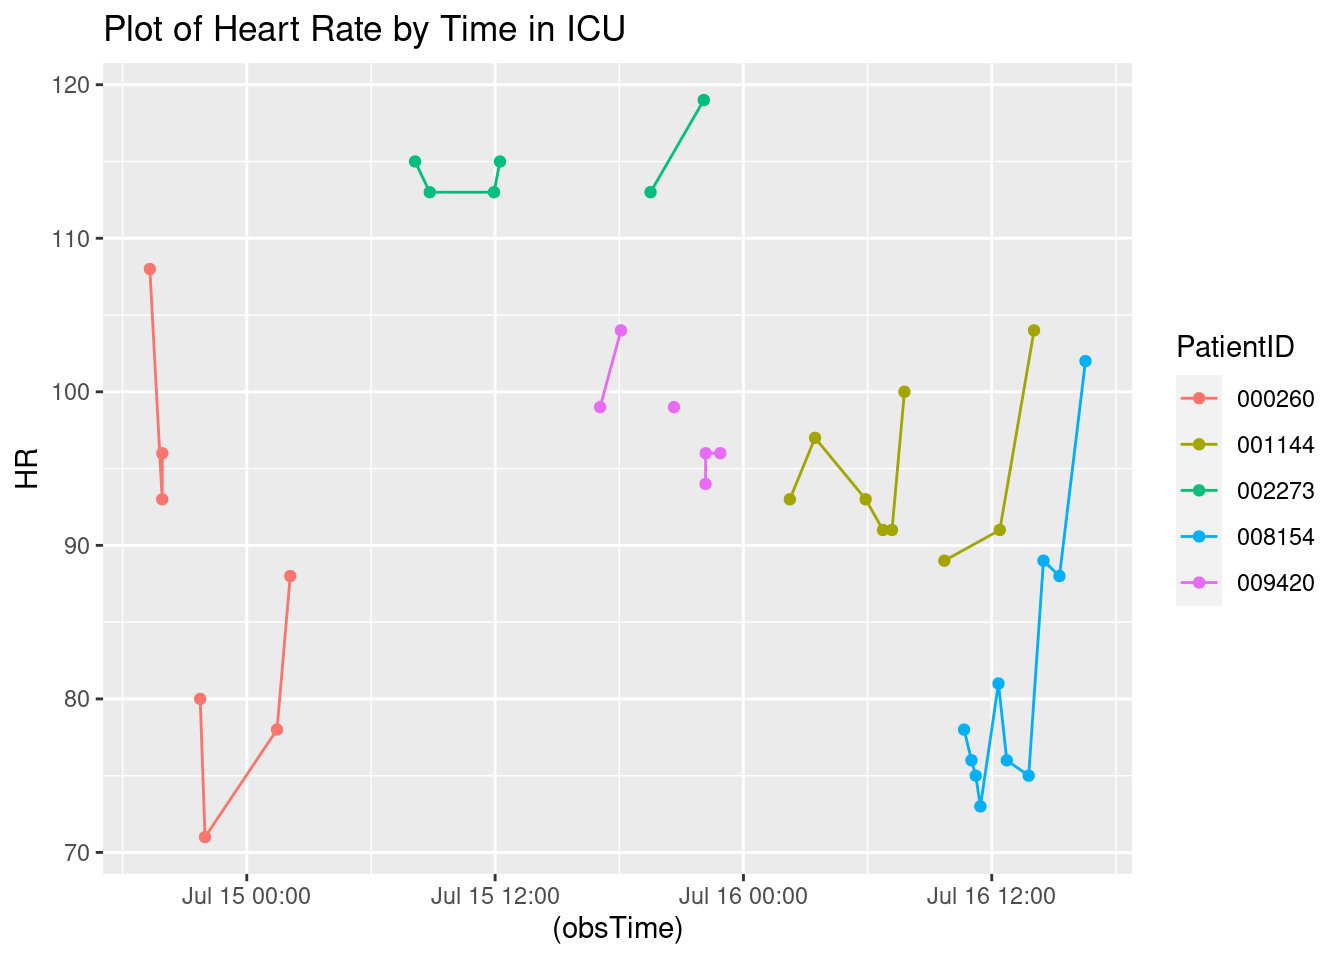 Plot of Heart Rate by Time in ICU
120
110
100
90
80
70
HR
Jul 15 00:00 Jul 15 12:00 Jul 16 00:00 Jul 16 12:00
(obsTime)
PatientID
000260
001144
002273
008154
009420